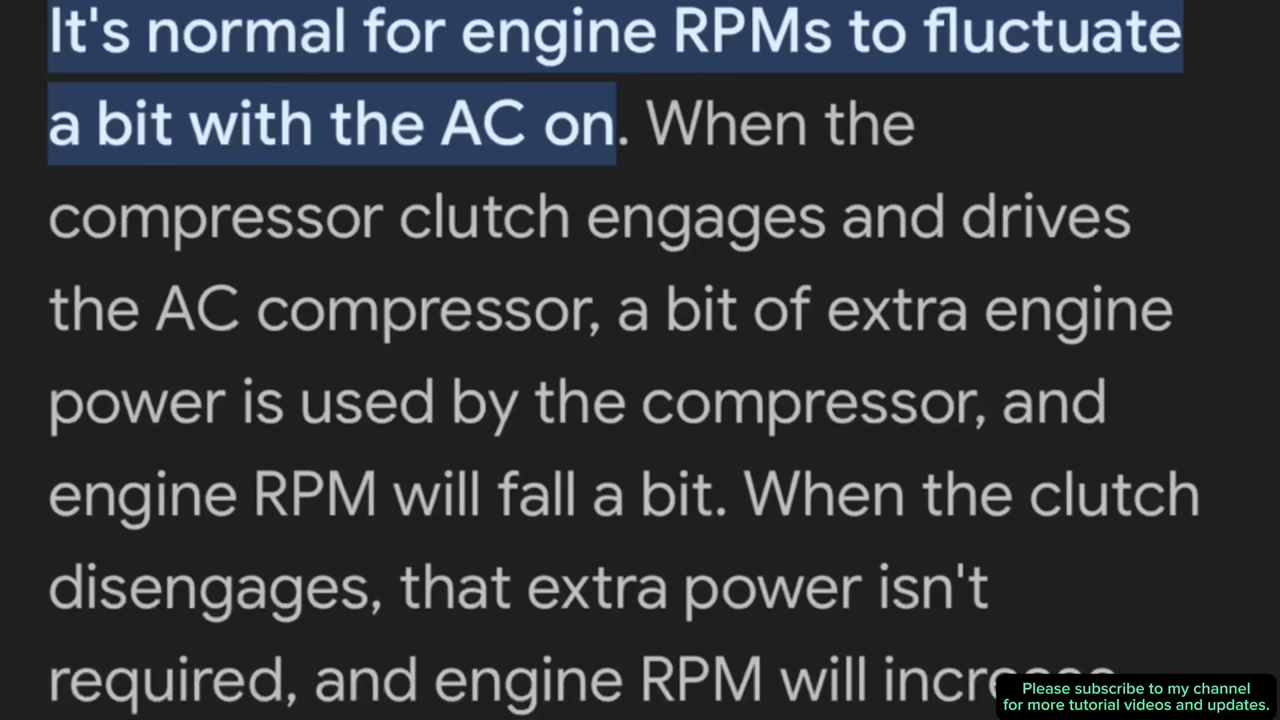 It's normal for engine RPMs to fluctuate
a bit with the AC on. When the
compressor clutch engages and drives
the AC compressor, a bit of extra engine
power is used by the compressor, and
engine RPM will fall a bit. When the clutch
disengages, that extra power isn't
required, and engine RPM will increase
Please subscribe to my channel
for more tutorial videos and updates.